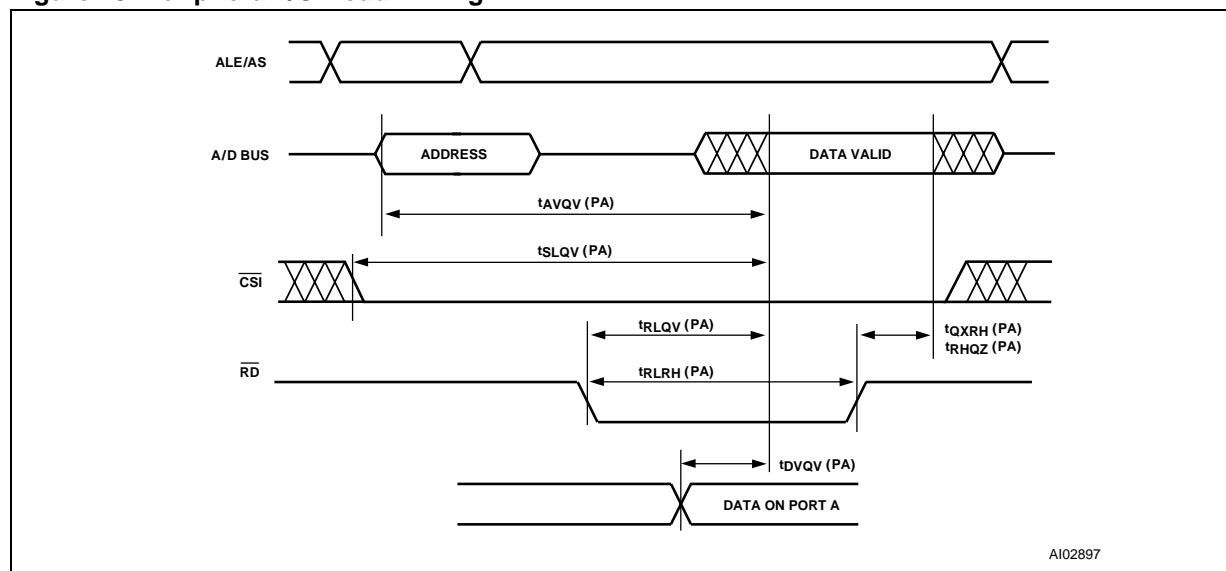 ALE/AS
A/D BUS
ADDRESS
DATA VALID
tAVQV (PA)
tSLQV (PA)
CSI
tRLQV (PA)
tQXRH (PA)
tRHQZ (PA)
RD
tRLRH (PA)
tDVQV (PA)
DATA ON PORT A
AI02897